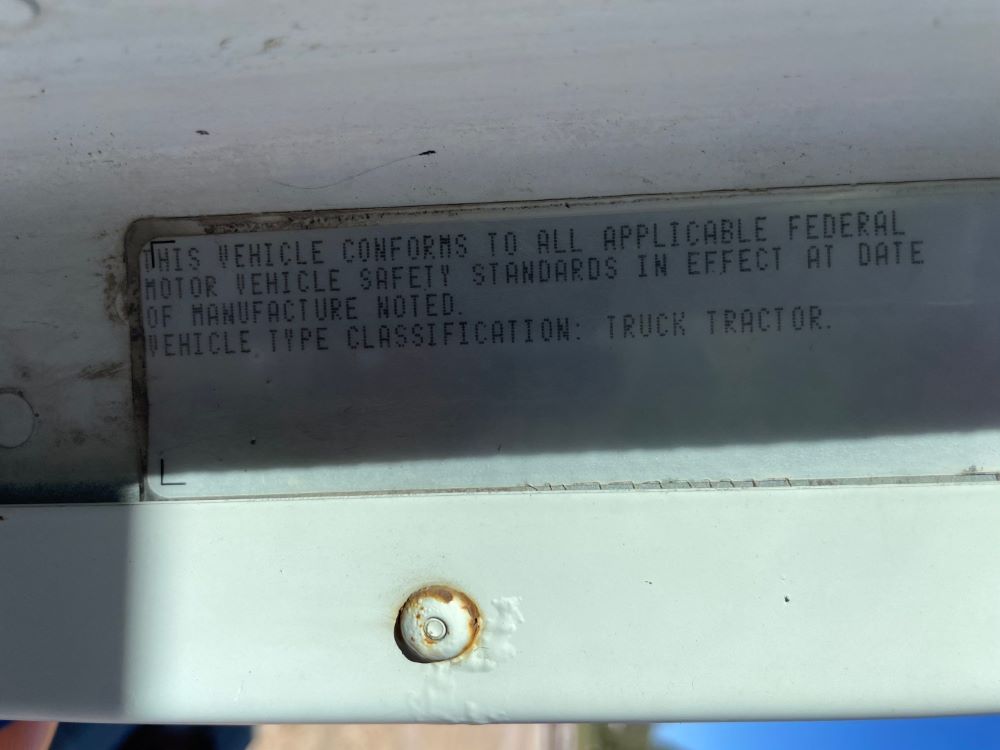 THIS VEHICLE CONFORMS TO ALL APPLICABLE FEDERAL
MOTOR VEHICLE SAFETY STANDARDS IN EFFECT AT DATE
OF MANUFACTURE NOTED.
VEHICLE TYPE CLASSIFICATION: TRUCK TRACTOR.